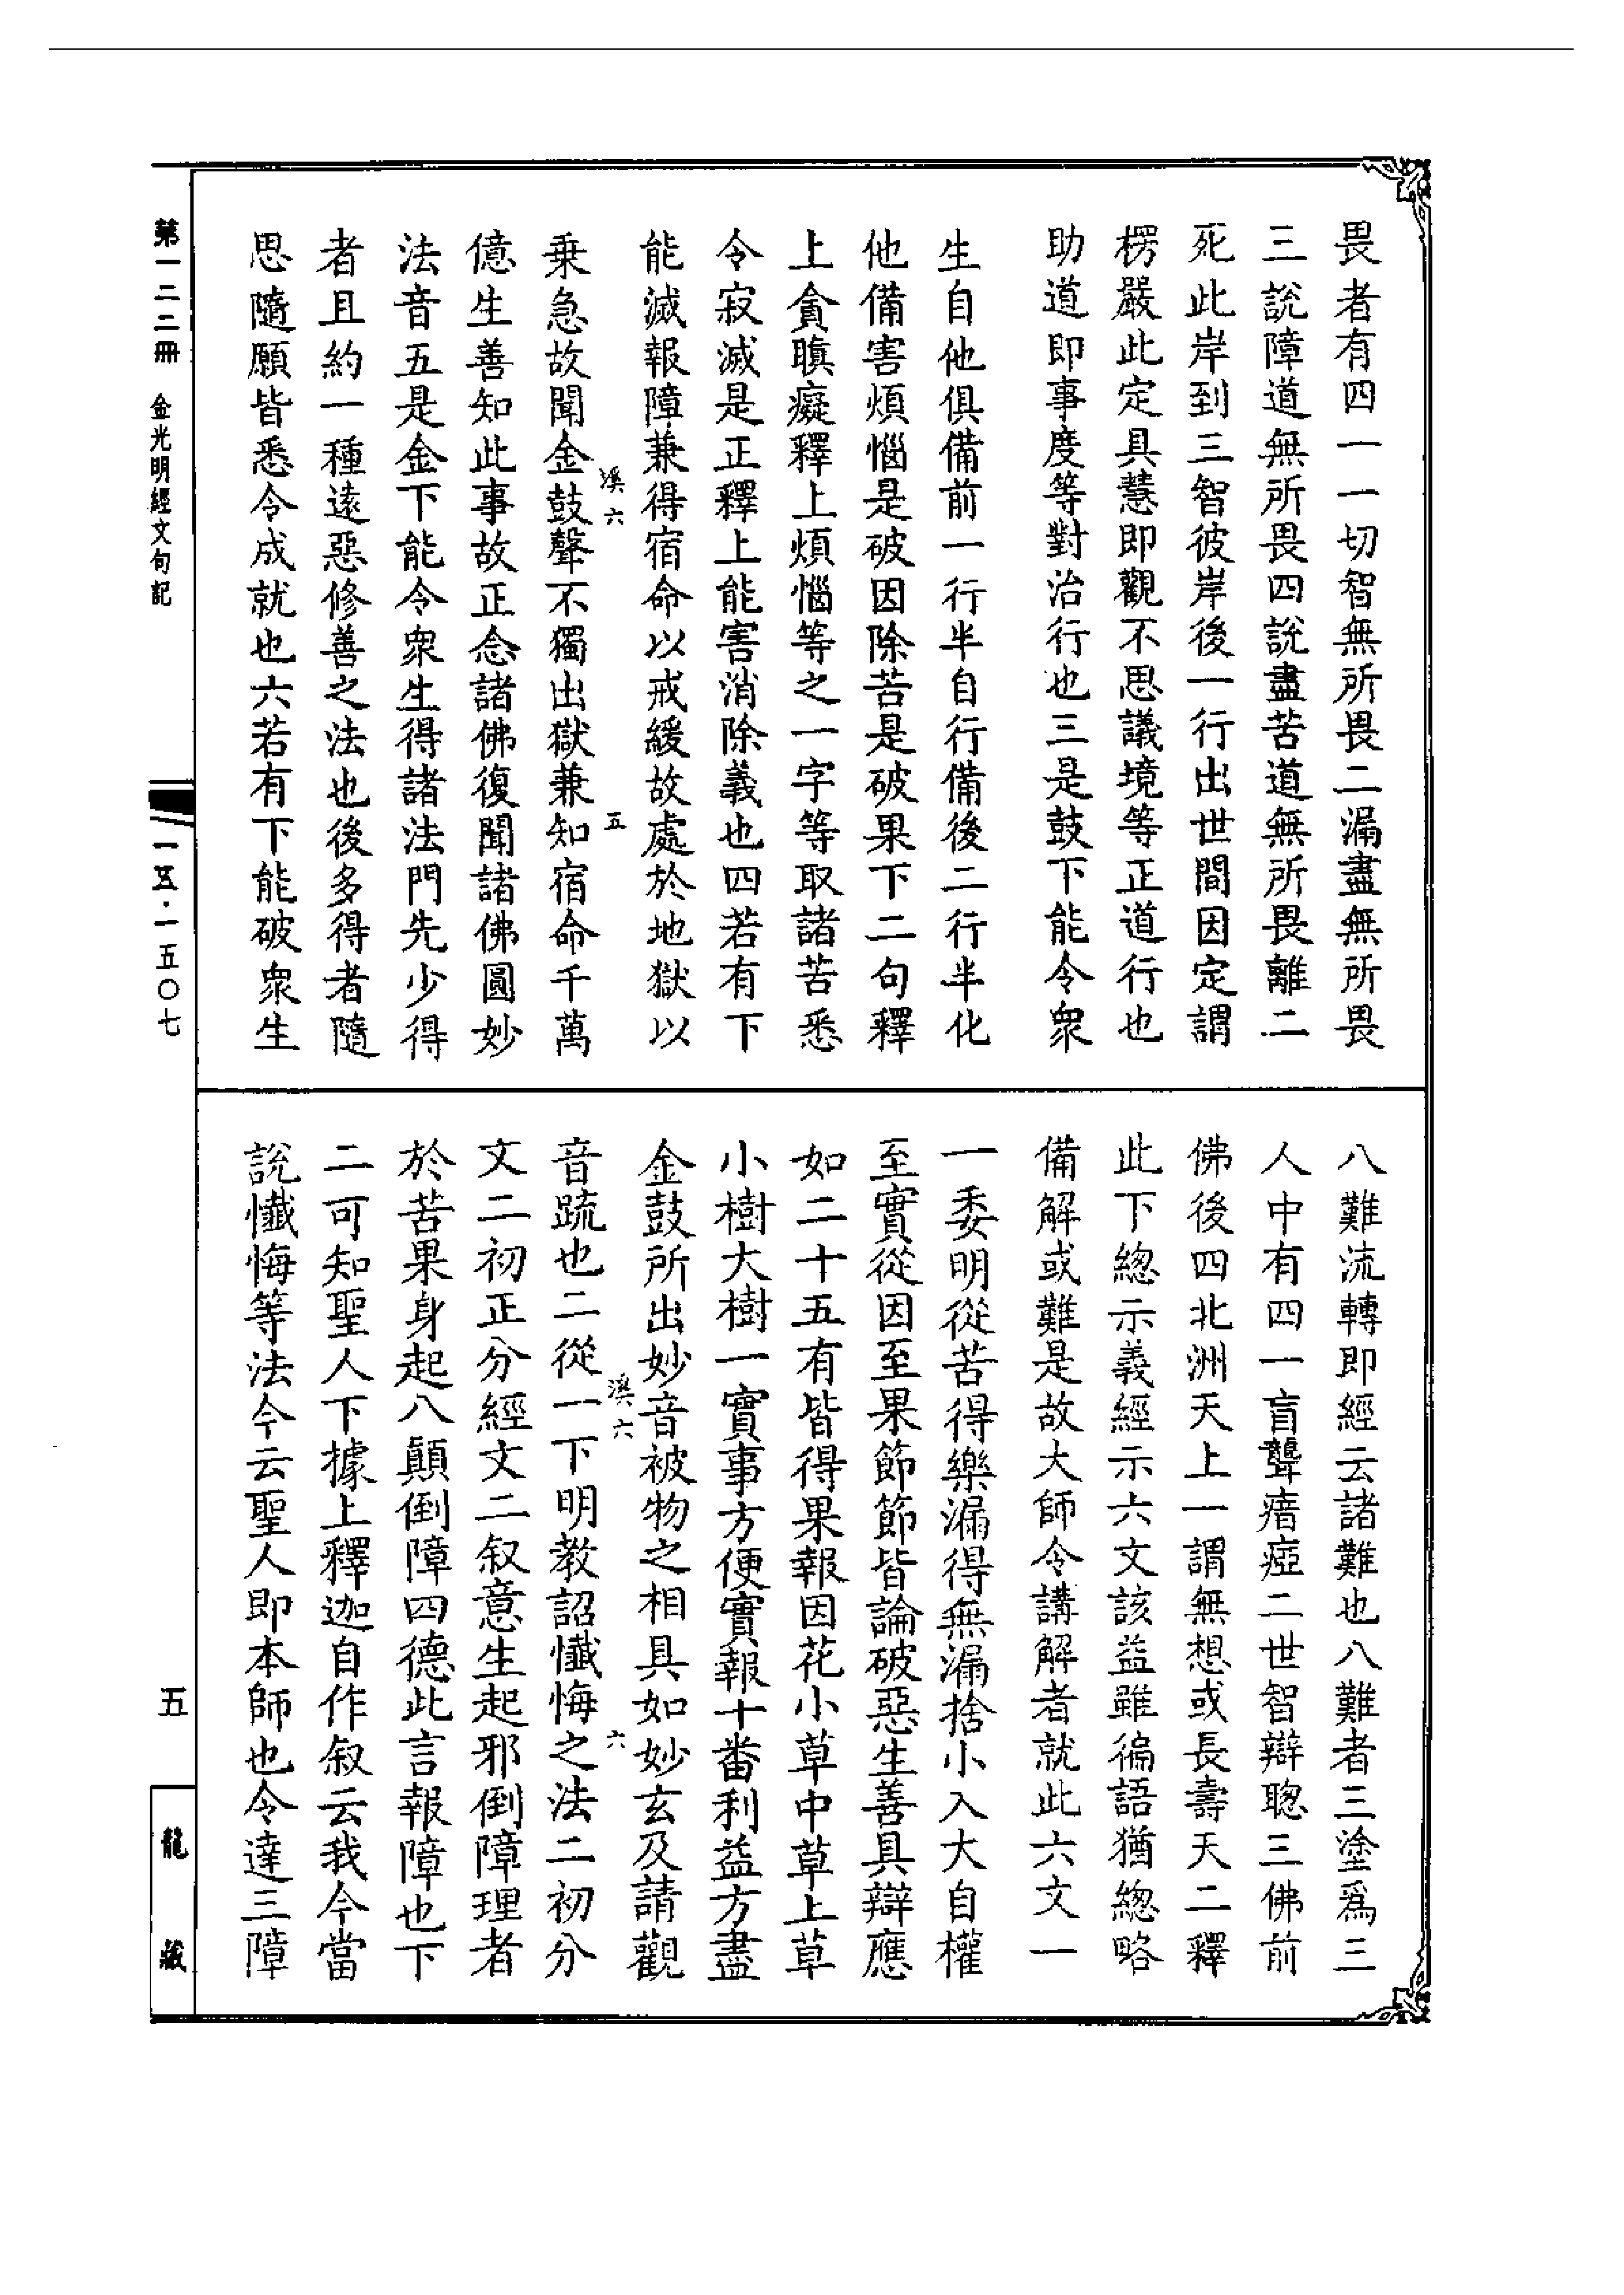 畏者有四一一切智無所畏二漏盡無所畏
三說障道無所畏四說盡苦道無所畏離二
死此岸到三智彼岸後一行出世間因定謂
楞嚴此定具慧即觀不思議境等正道行也
助道即事度等對治行也三是鼓下能令衆
生自他俱備前一行半自行備後二行半化
他備害煩惱是破因除苦是破果下二句釋
上貪瞋癡釋上煩惱等之一字等取諸苦悉
令寂滅是正釋上能害消除義也四若有下
能滅報障兼得宿命以戒緩故處於地獄以
溪六
五
乗急故聞金鼓聲不獨出獄兼知宿命千萬
億生善知此事故正念諸佛復聞諸佛圓妙
法音五是金下能令衆生得諸法門先少得
者且約一種遠惡修善之法也後多得者隨
思隨願皆悉令成就也六若有下能破衆生
八難流轉即經云諸難也八難者三塗爲三
人中有四一盲聾瘖瘂二世智辯聰三佛前
佛後四北洲天上一謂無想或長壽天二釋
此下總示義經示六文該益雖徧語猶總略
備解或難是故大師令講解者就此六文一
一委明從苦得樂漏得無漏捨小入大自權
至實從因至果節節皆論破惡生善具辯應
如二十五有皆得果報因花小草中草上草
小樹大樹一實事方便實報十番利益方盡
金鼓所出妙音被物之相具如妙玄及請觀
溪六
六
音䟽也二從一下明教詔懺悔之法二初分
文二初正分經文二叙意生起邪倒障理者
於苦果身起八顛倒障四德此言報障也下
二可知聖人下據上釋迦自作叙云我今當
說懺悔等法今云聖人即本師也令達三障
第一二二冊 金光明經文句記
一五·一五〇七
五
龍藏